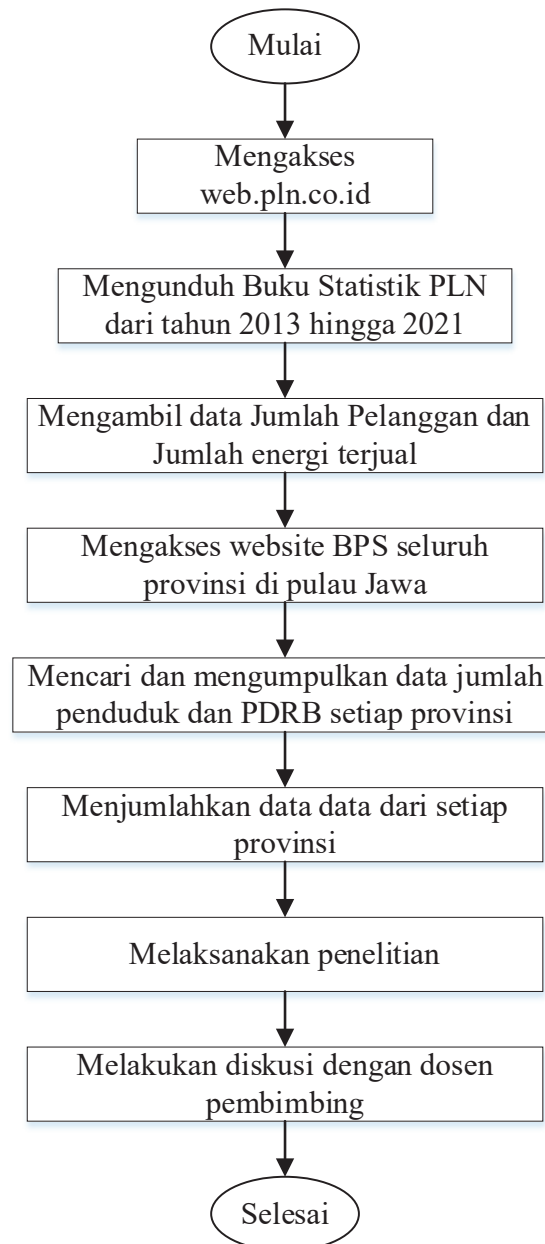 Mulai
Mengakses
web.pln.co.id
Mengunduh Buku Statistik PLN
dari tahun 2013 hingga 2021
Mengambil data Jumlah Pelanggan dan
Jumlah energi terjual
Mengakses website BPS seluruh
provinsi di pulau Jawa
Mencari dan mengumpulkan data jumlah
penduduk dan PDRB setiap provinsi
Menjumlahkan data data dari setiap
provinsi
Melaksanakan penelitian
Melakukan diskusi dengan dosen
pembimbing
Selesai